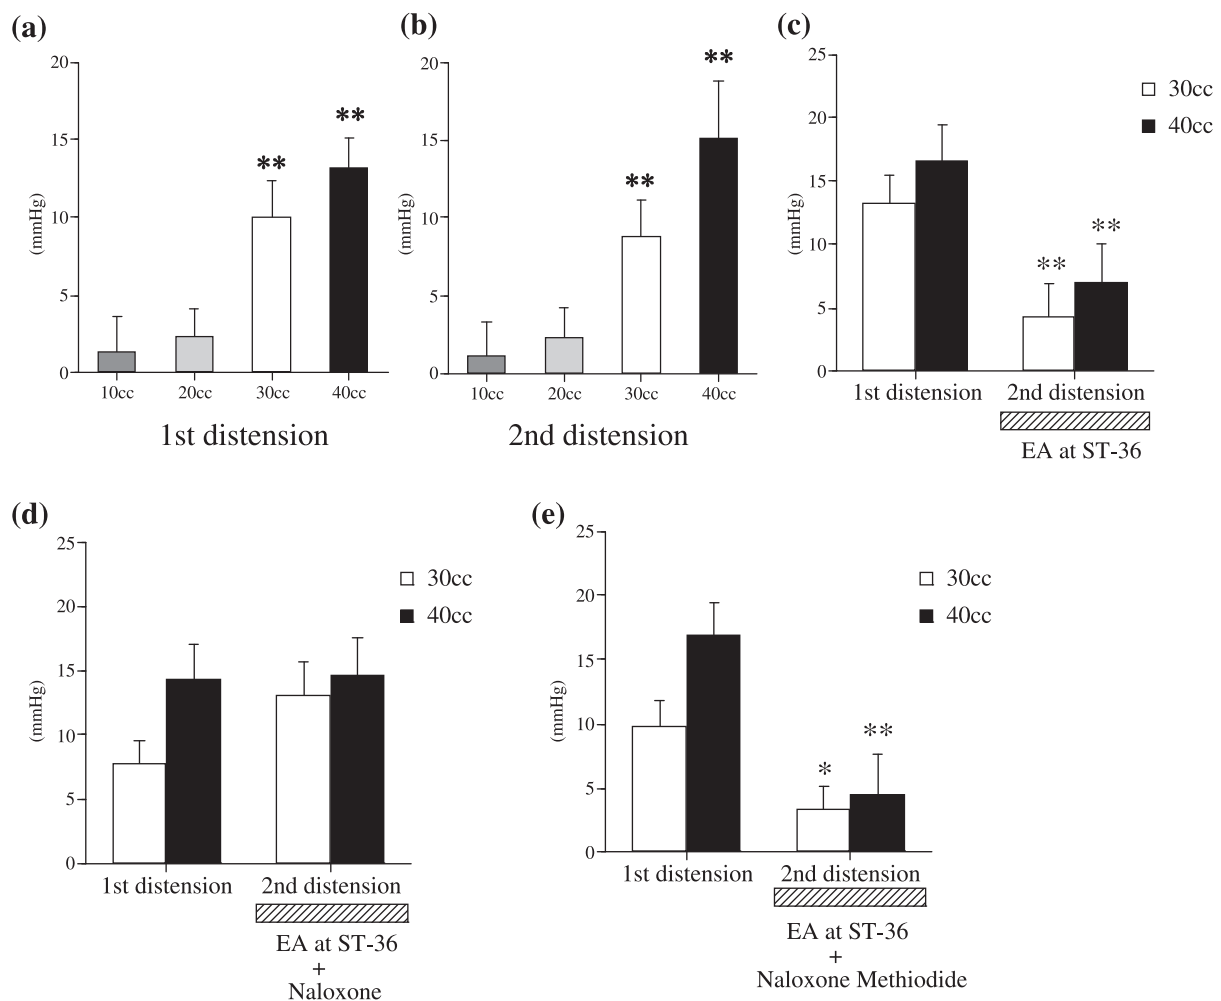 (a)
20
15
10
5
0
(mmHg)
**
**
10cc
20cc
30cc
40cc
1st distension
(b)
20
15
10
5
0
(mmHg)
**
**
10cc
20cc
30cc
40cc
2nd distension
(c)
25
20
15
10
5
0
(mmHg)
30cc
40cc
**
**
1st distension
2nd distension
EA at ST-36
(d)
25
20
15
10
5
0
(mmHg)
30cc
40cc
1st distension
2nd distension
EA at ST-36
+
Naloxone
(e)
25
20
15
10
5
0
(mmHg)
30cc
40cc
*
**
1st distension
2nd distension
EA at ST-36
+
Naloxone Methiodide